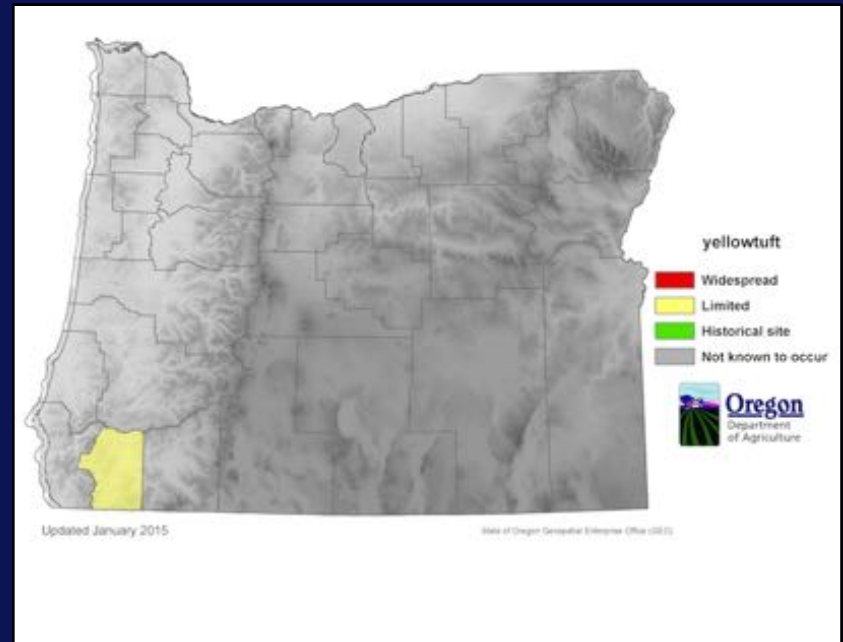 yellowtuft
Widespread
Limited
Historical site
Not known to occur
Oregon
Department
of Agriculture
Updated January 2015
State of Oregon Geospatial Enterprise Office (GEO)